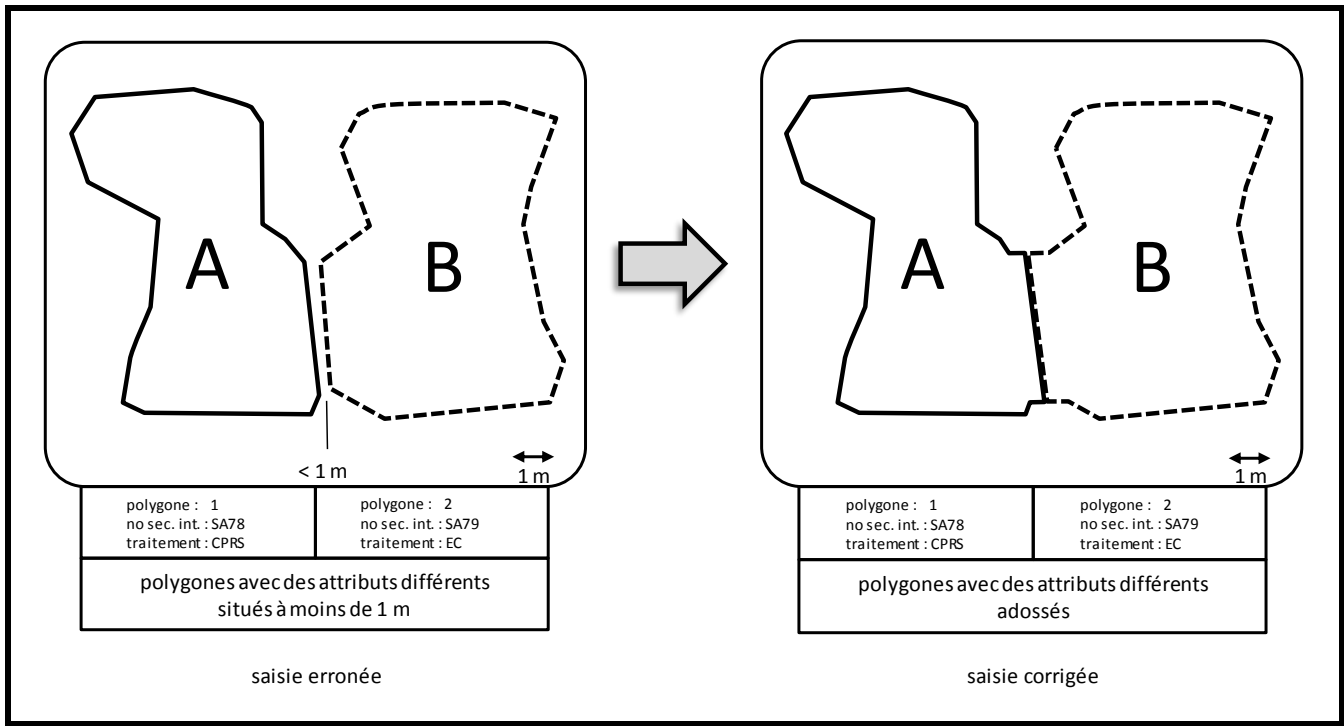 A
B
< 1 m
1 m
polygone : 1
no sec. int. : SA78
traitement : CPRS
polygone : 2
no sec. int. : SA79
traitement : EC
polygones avec des attributs différents
situés à moins de 1 m
saisie erronée
A
B
1 m
polygone : 1
no sec. int. : SA78
traitement : CPRS
polygone : 2
no sec. int. : SA79
traitement : EC
polygones avec des attributs différents
adossés
saisie corrigée